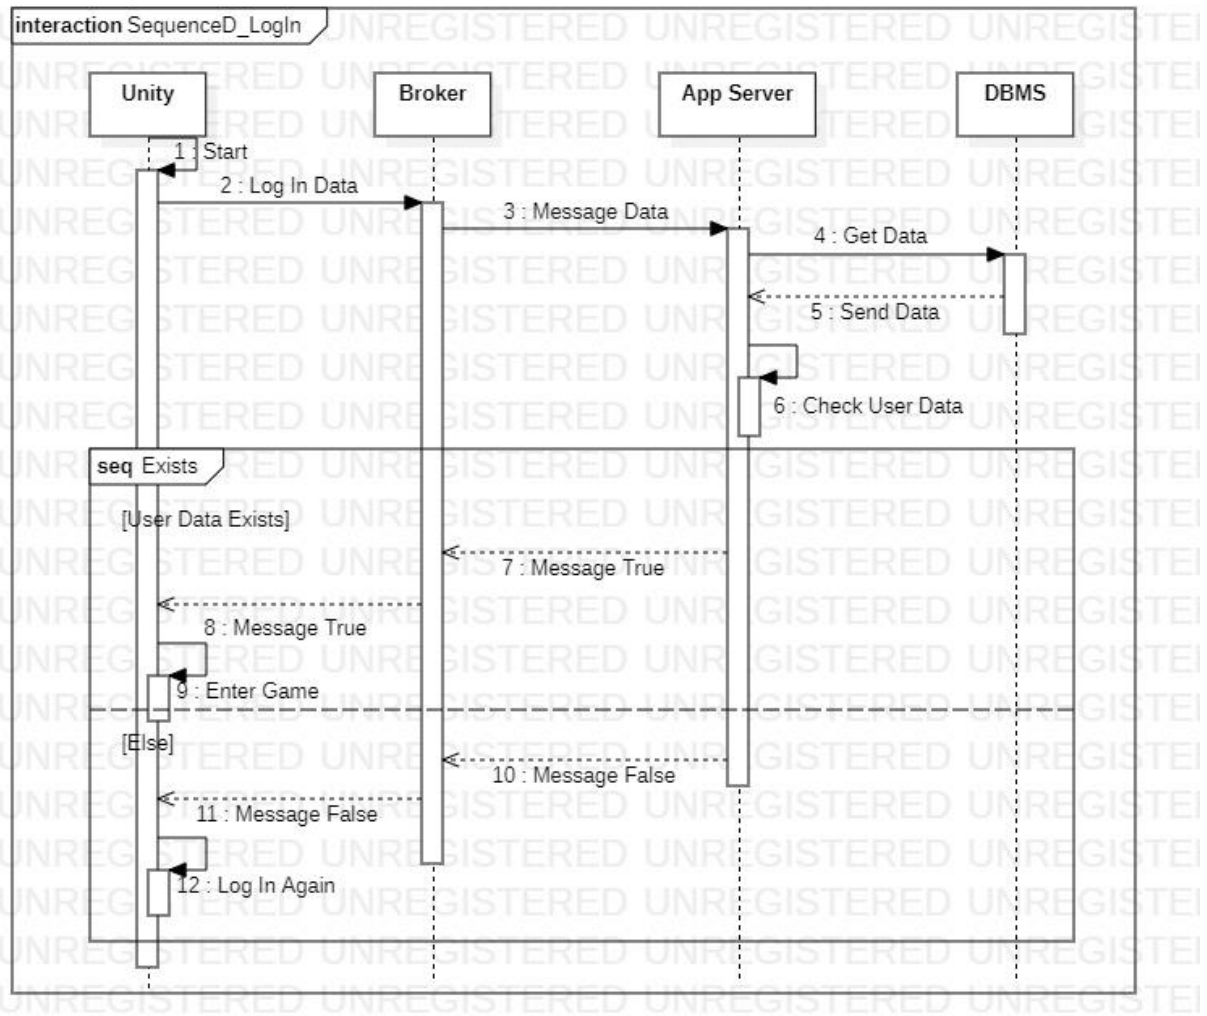 interaction SequenceD_LogIn
Unity
Broker
App Server
DBMS
1 : Start
2 : Log In Data
3 : Message Data
4 : Get Data
5 : Send Data
6 : Check User Data
seq Exists
[User Data Exists]
7 : Message True
8 : Message True
9 : Enter Game
[Else]
10 : Message False
11 : Message False
12 : Log In Again
UNREGISTERED